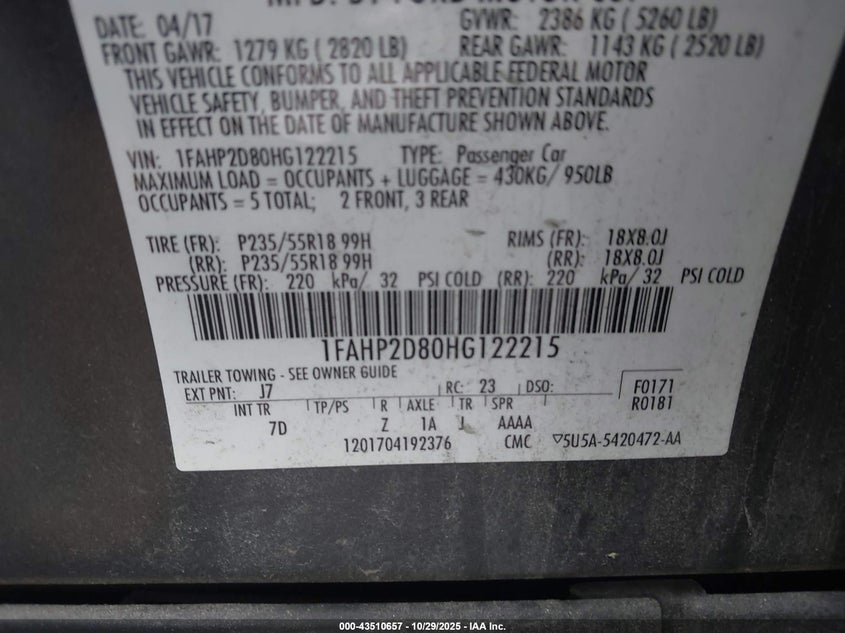 MFD. BY FORD MOTOR CO.
DATE: 04/17 GVWR: 2386 KG ( 5260 LB)
FRONT GAWR: 1279 KG ( 2820 LB) REAR GAWR: 1143 KG ( 2520 LB)
THIS VEHICLE CONFORMS TO ALL APPLICABLE FEDERAL MOTOR
VEHICLE SAFETY, BUMPER, AND THEFT PREVENTION STANDARDS
IN EFFECT ON THE DATE OF MANUFACTURE SHOWN ABOVE.
VIN: 1FAHP2D80HG122215 TYPE: Passenger Car
MAXIMUM LOAD = OCCUPANTS + LUGGAGE = 430KG/ 950LB
OCCUPANTS = 5 TOTAL; 2 FRONT, 3 REAR
TIRE (FR): P235/55R18 99H RIMS (FR): 18X8.0J
(RR): P235/55R18 99H (RR): 18X8.0J
PRESSURE (FR): 220 kPa/ 32 PSI COLD (RR): 220 kPa/ 32 PSI COLD
1FAHP2D80HG122215
TRAILER TOWING - SEE OWNER GUIDE
EXT PNT: J7 RC: 23 DSO: F0171
INT TR TP/PS R AXLE TR SPR R0181
7D Z 1A J AAAA
1201704192376 CMC ▽5U5A-5420472-AA
000-43510657 - 10/29/2025 - IAA Inc.